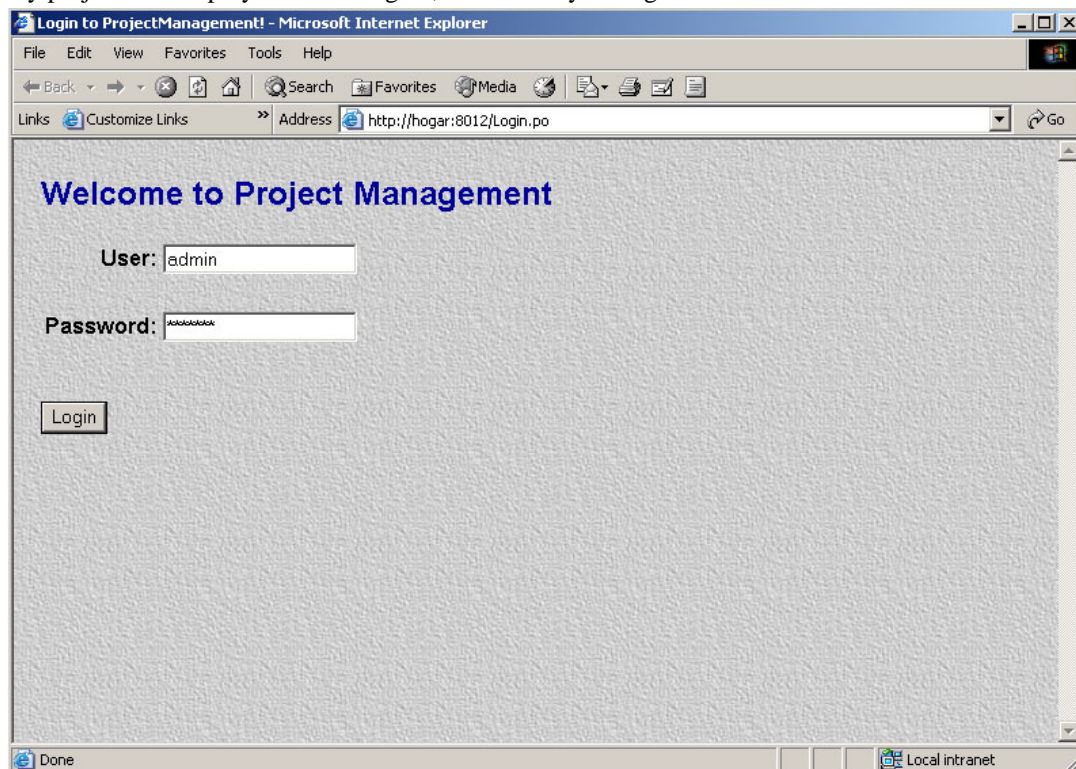 Login to ProjectManagement! - Microsoft Internet Explorer
File Edit View Favorites Tools Help
Back Search Favorites Media
Links Customize Links » Address http://hogar:8012/Login.po Go
Welcome to Project Management
User: admin
Password: ********
Login
Done Local intranet